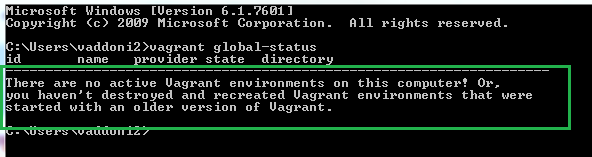 Microsoft Windows [Version 6.1.7601]
Copyright (c) 2009 Microsoft Corporation.  All rights reserved.
C:\Users\vaddoni2>vagrant global-status
id       name   provider state  directory
--------------------------------------------------------------------
There are no active Vagrant environments on this computer! Or,
you haven't destroyed and recreated Vagrant environments that were
started with an older version of Vagrant.
C:\Users\vaddoni2>